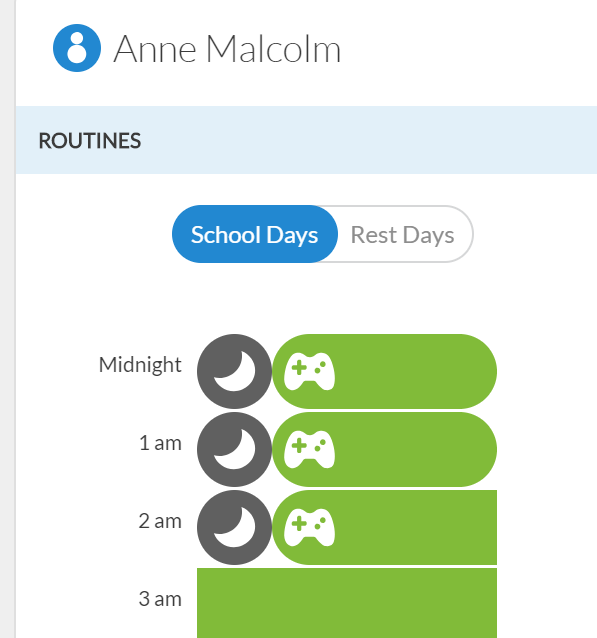 Anne Malcolm
ROUTINES
School Days Rest Days
Midnight
1 am
2 am
3 am